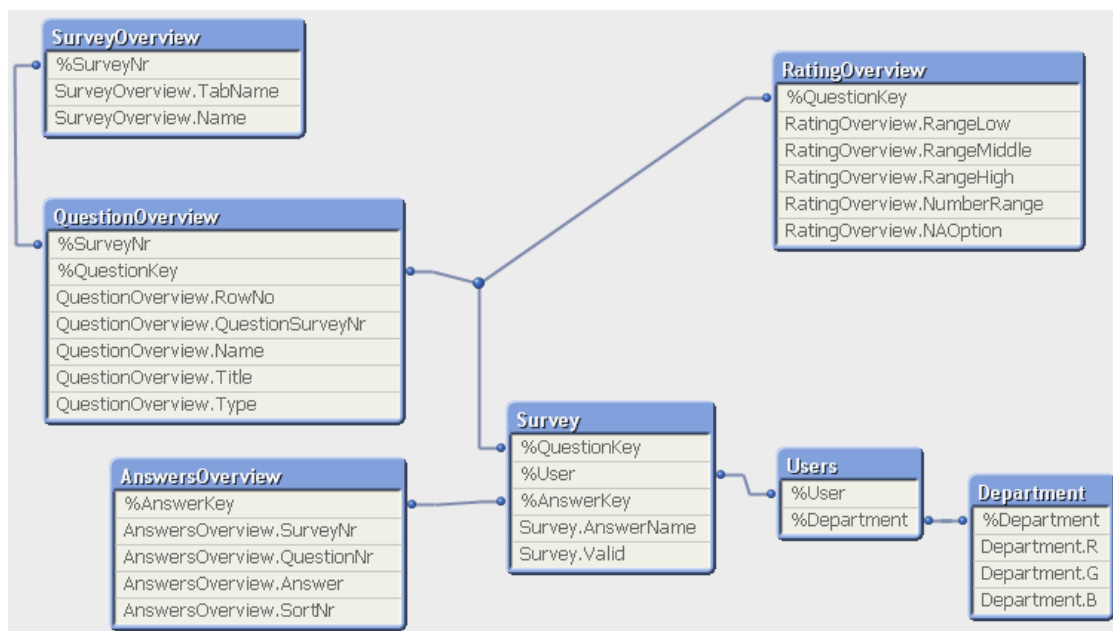 SurveyOverview
%SurveyNr
SurveyOverview.TabName
SurveyOverview.Name
RatingOverview
%QuestionKey
RatingOverview.RangeLow
RatingOverview.RangeMiddle
RatingOverview.RangeHigh
RatingOverview.NumberRange
RatingOverview.NAOption
QuestionOverview
%SurveyNr
%QuestionKey
QuestionOverview.RowNo
QuestionOverview.QuestionSurveyNr
QuestionOverview.Name
QuestionOverview.Title
QuestionOverview.Type
Survey
%QuestionKey
%User
%AnswerKey
Survey.AnswerName
Survey.Valid
AnswersOverview
%AnswerKey
AnswersOverview.SurveyNr
AnswersOverview.QuestionNr
AnswersOverview.Answer
AnswersOverview.SortNr
Users
%User
%Department
Department
%Department
Department.R
Department.G
Department.B